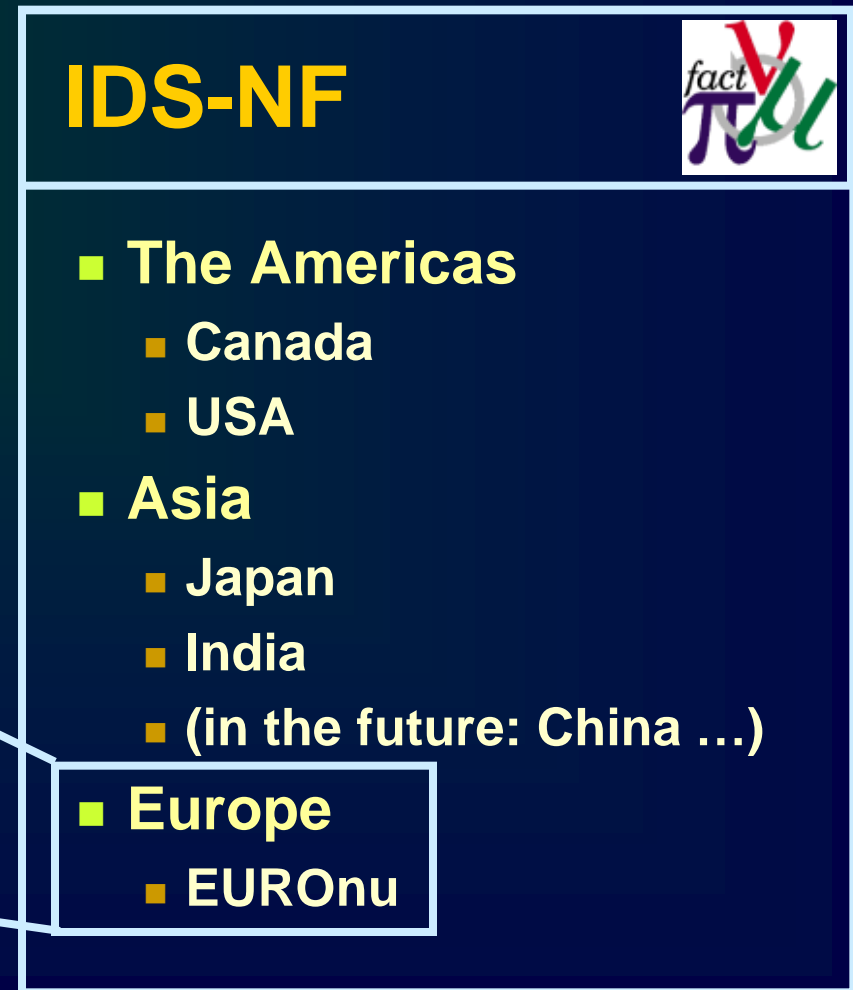 IDS-NF
fact
ν
π μ
The Americas
Canada
USA
Asia
Japan
India
(in the future: China …)
Europe
EUROnu